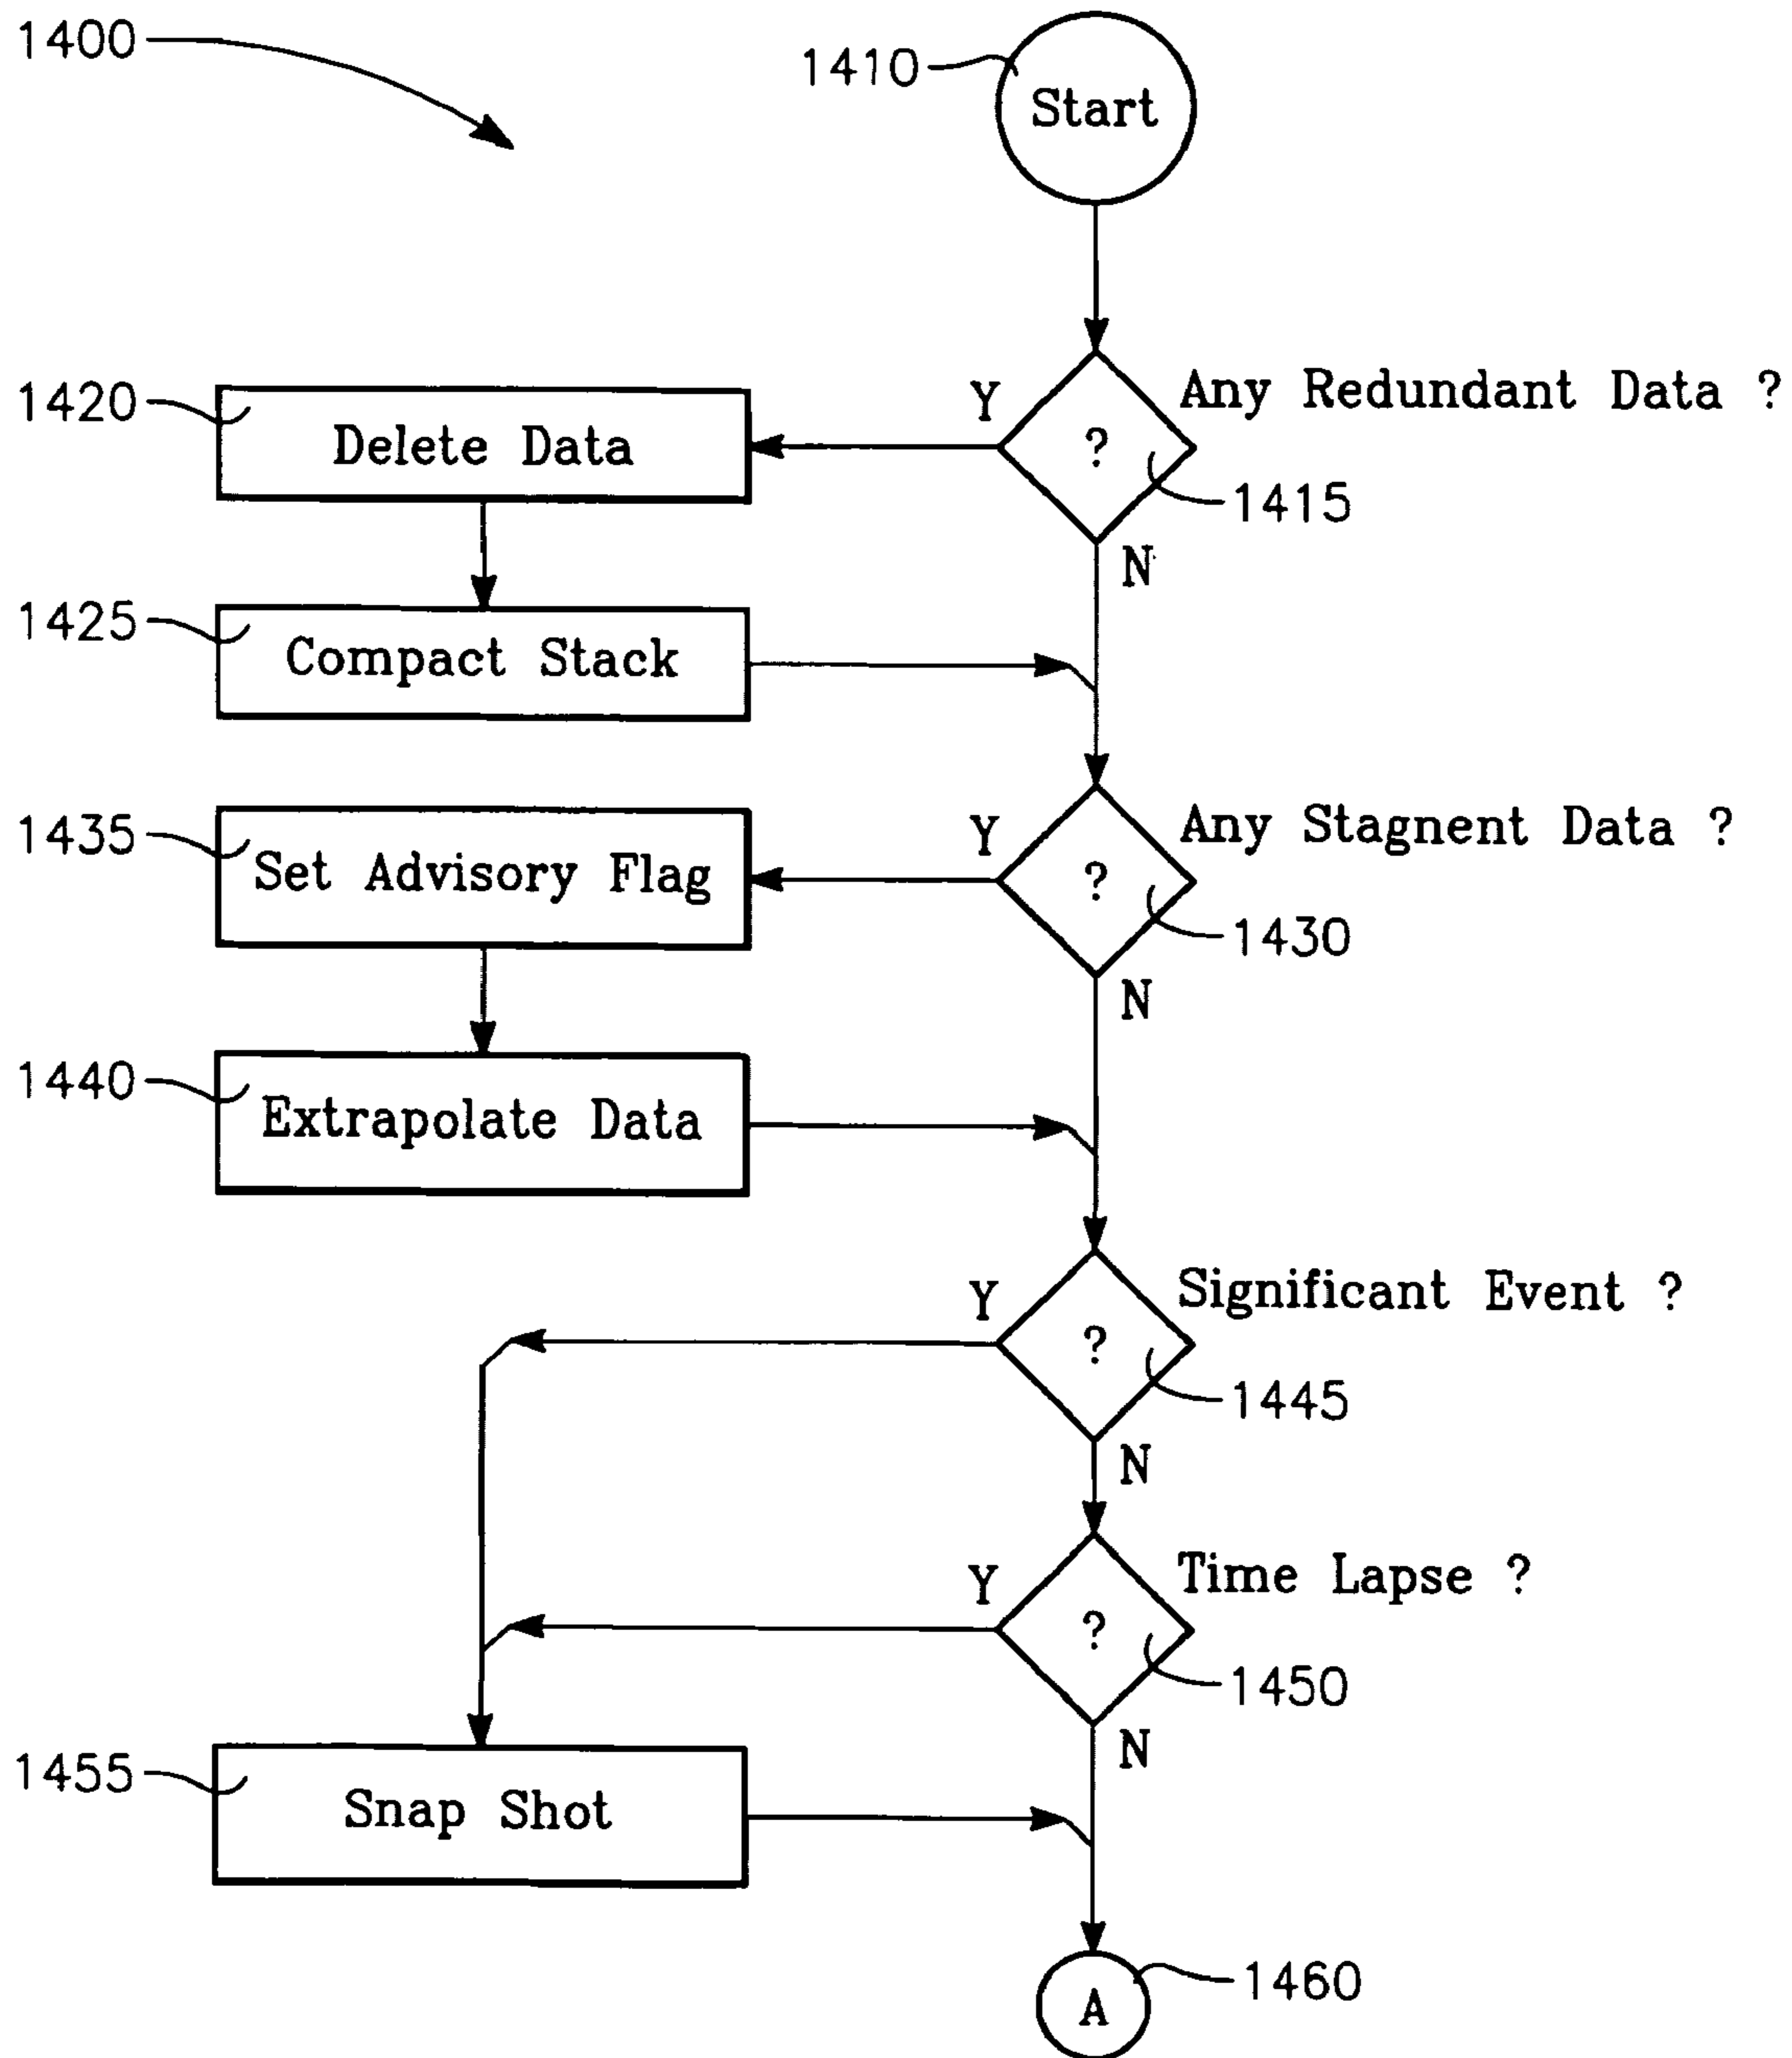 1400
1410
Start
Any Redundant Data ?
Y
?
1415
N
1420
Delete Data
1425
Compact Stack
Any Stagnent Data ?
Y
?
1430
N
1435
Set Advisory Flag
1440
Extrapolate Data
Significant Event ?
Y
?
1445
N
Time Lapse ?
Y
?
1450
N
1455
Snap Shot
1460
A